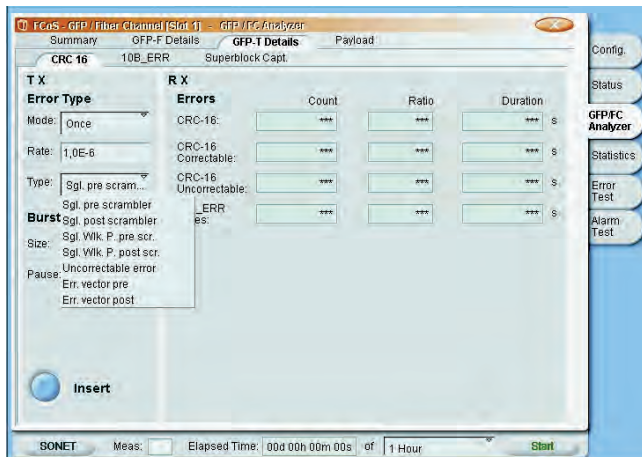 FCoS - GFP / Fiber Channel [Slot 1] - GFP /FC Analyzer
Summary GFP-F Details GFP-T Details Payload
CRC 16 10B_ERR Superblock Capt.
TX
Error Type
Mode: Once
Rate: 1,0E-6
Type: Sgl. pre scram...
Sgl. pre scrambler
Sgl. post scrambler
Sgl. Wlk. P. pre scr.
Sgl. Wlk. P. post scr.
Uncorrectable error
Err. vector pre
Err. vector post
Burst
Size:
Pause:
Insert
RX
Errors Count Ratio Duration
CRC-16: *** *** *** s
CRC-16 Correctable: *** *** *** s
CRC-16 Uncorrectable: *** *** *** s
_ERR
es: *** *** *** s
Config.
Status
GFP/FC Analyzer
Statistics
Error Test
Alarm Test
SONET Meas: Elapsed Time: 00d 00h 00m 00s of 1 Hour Start